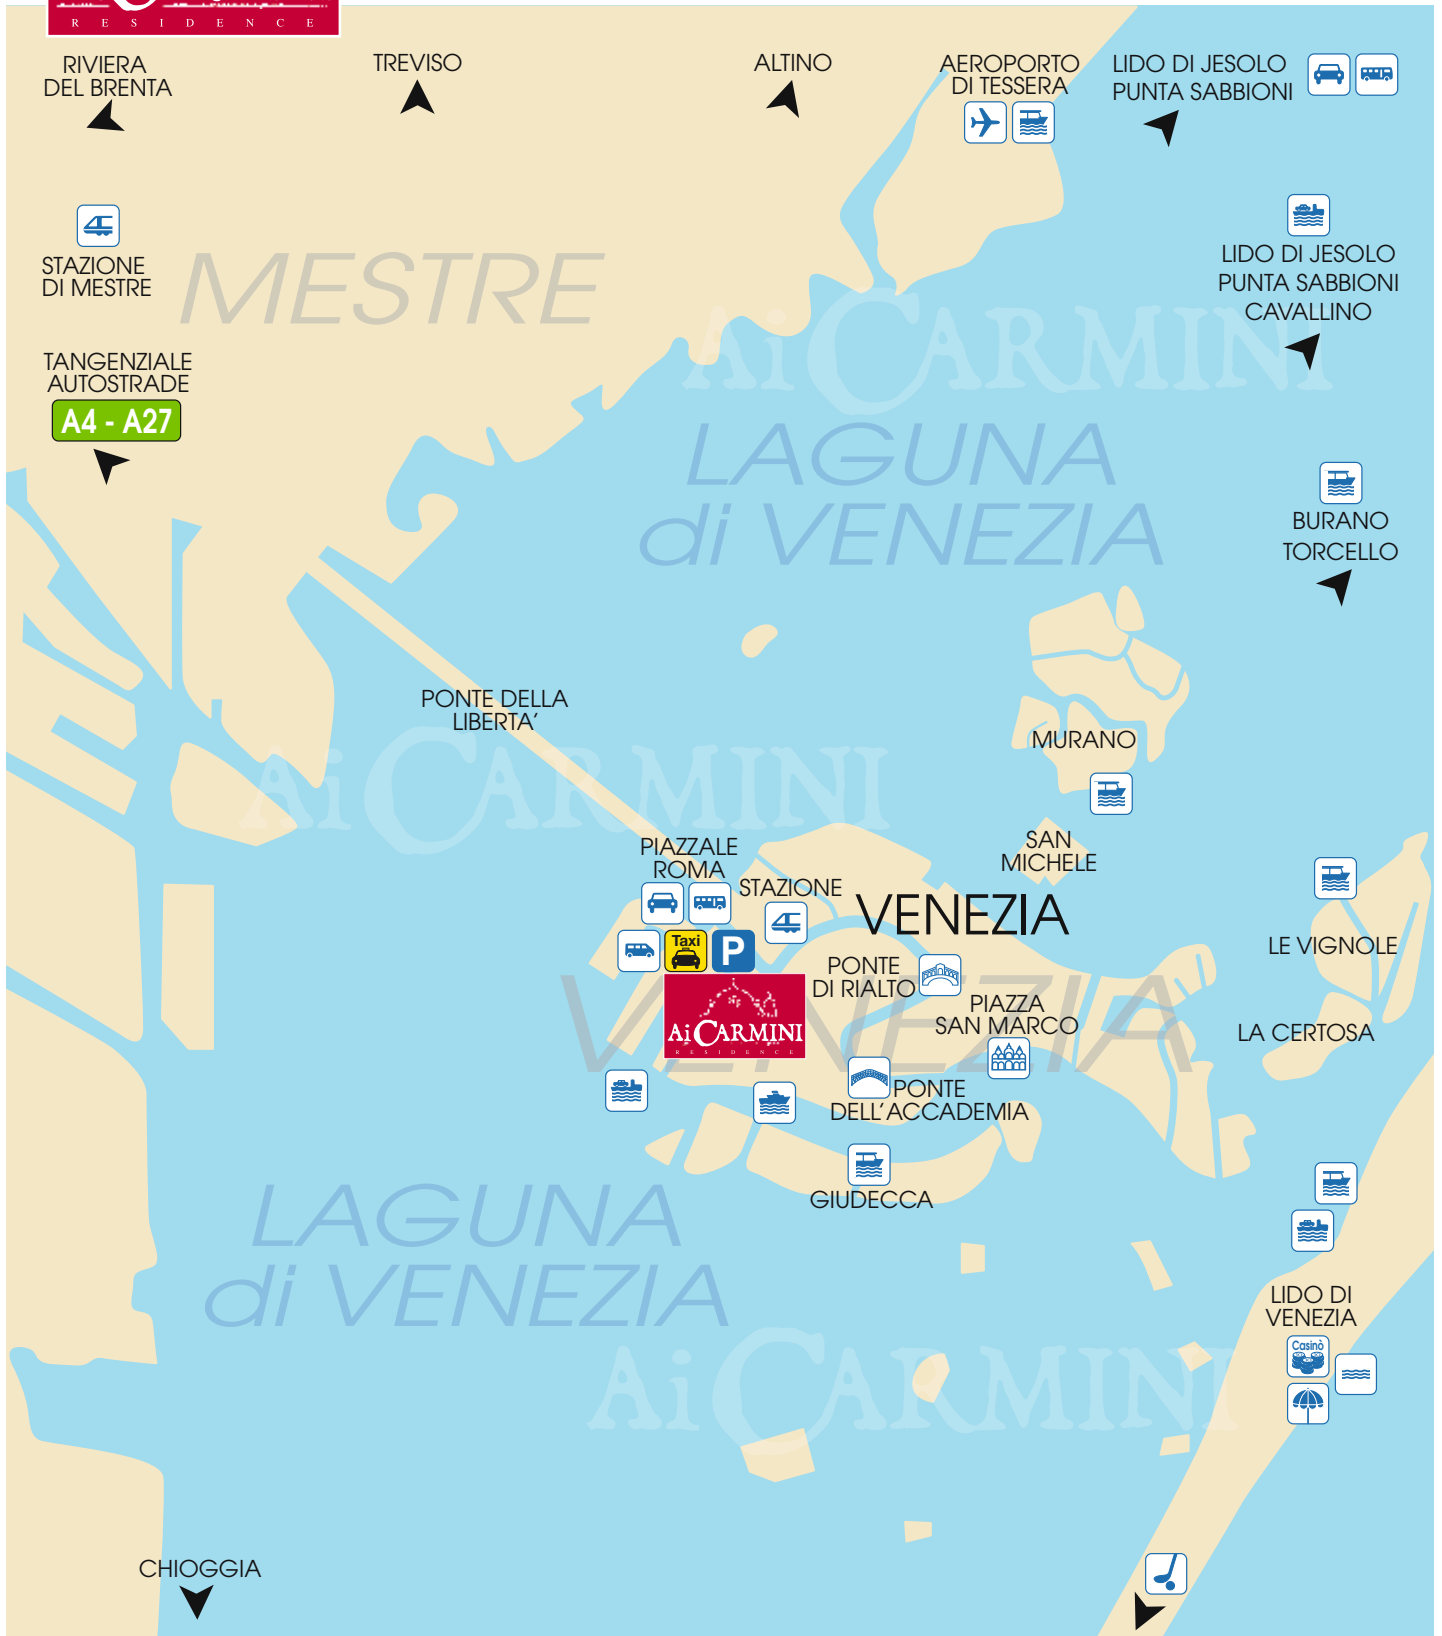 RESIDENCE
RIVIERA
DEL BRENTA
TREVISO
ALTINO
AEROPORTO
DI TESSERA
LIDO DI JESOLO
PUNTA SABBIONI
STAZIONE
DI MESTRE
MESTRE
LIDO DI JESOLO
PUNTA SABBIONI
CAVALLINO
TANGENZIALE
AUTOSTRADE
A4 - A27
Ai CARMINI
LAGUNA
di VENEZIA
BURANO
TORCELLO
PONTE DELLA
LIBERTA'
MURANO
Ai CARMINI
SAN
MICHELE
PIAZZALE
ROMA
STAZIONE
VENEZIA
Taxi
P
LE VIGNOLE
PONTE
DI RIALTO
PIAZZA
SAN MARCO
VENEZIA
Ai CARMINI
RESIDENCE
LA CERTOSA
PONTE
DELL'ACCADEMIA
GIUDECCA
LAGUNA
di VENEZIA
LIDO DI
VENEZIA
Casinò
Ai CARMINI
CHIOGGIA